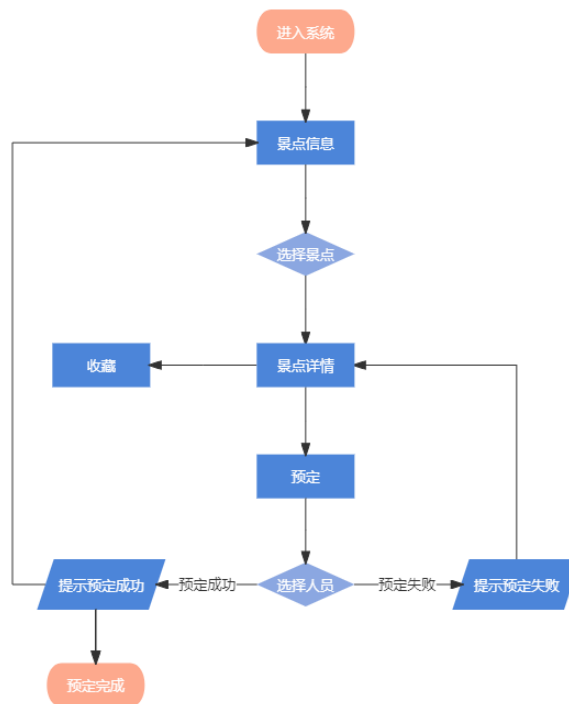 进入系统
景点信息
选择景点
收藏
景点详情
预定
提示预定成功
预定成功
选择人员
预定失败
提示预定失败
预定完成